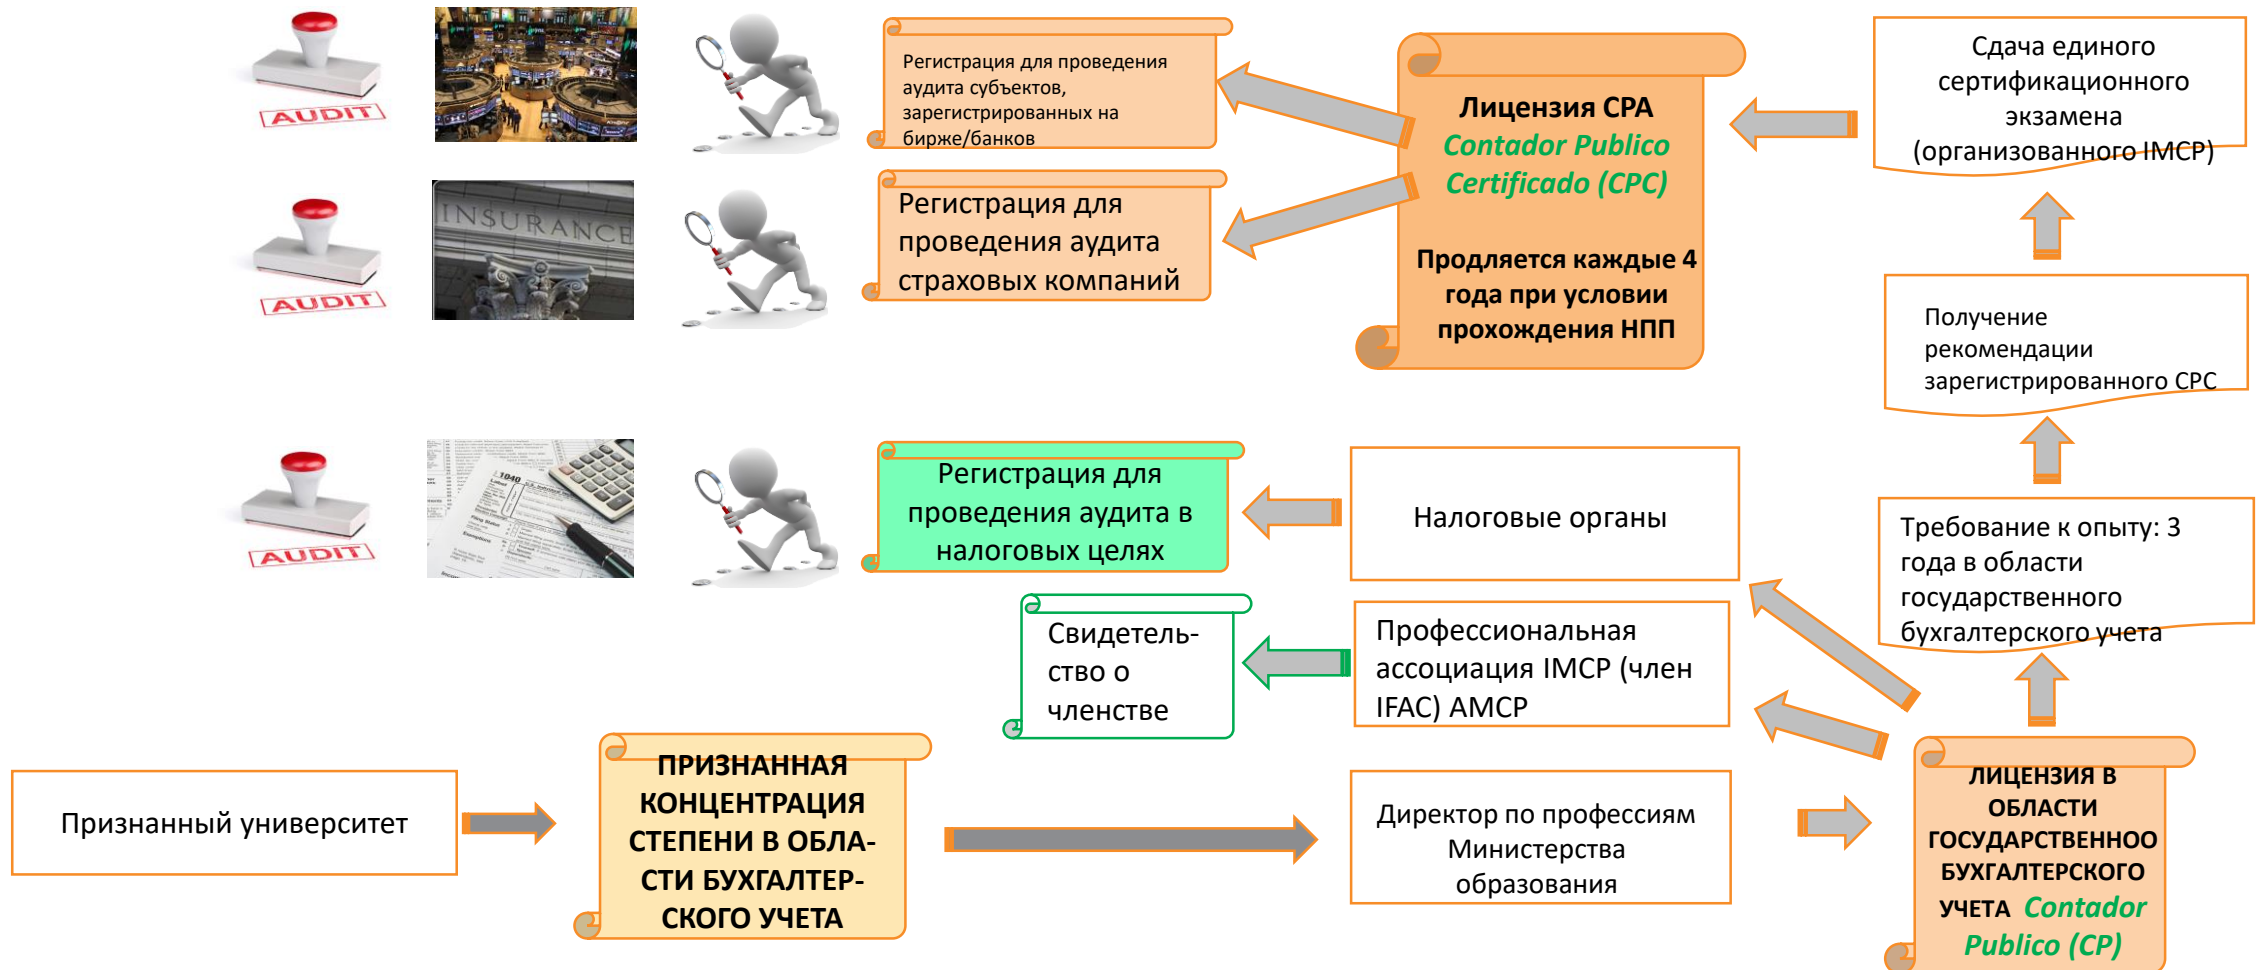 AUDIT
Регистрация для проведения
аудита субъектов,
зарегистрированных на
бирже/банков
Лицензия CPA
Contador Publico
Certificado (CPC)
Продляется каждые 4
года при условии
прохождения НПП
Сдача единого
сертификационного
экзамена
(организованного IMCP)
AUDIT
INSURANCE
Регистрация для
проведения аудита
страховых компаний
Получение
рекомендации
зарегистрированного CPC
AUDIT
1040
Регистрация для
проведения аудита в
налоговых целях
Налоговые органы
Требование к опыту: 3
года в области
государственного
бухгалтерского учета
Свидетель-
ство о
членстве
Профессиональная
ассоциация IMCP (член
IFAC) AMCP
Признанный университет
ПРИЗНАННАЯ
КОНЦЕНТРАЦИЯ
СТЕПЕНИ В ОБЛА-
СТИ БУХГАЛТЕР-
СКОГО УЧЕТА
Директор по профессиям
Министерства
образования
ЛИЦЕНЗИЯ В
ОБЛАСТИ
ГОСУДАРСТВЕННОО
БУХГАЛТЕРСКОГО
УЧЕТА Contador
Publico (CP)